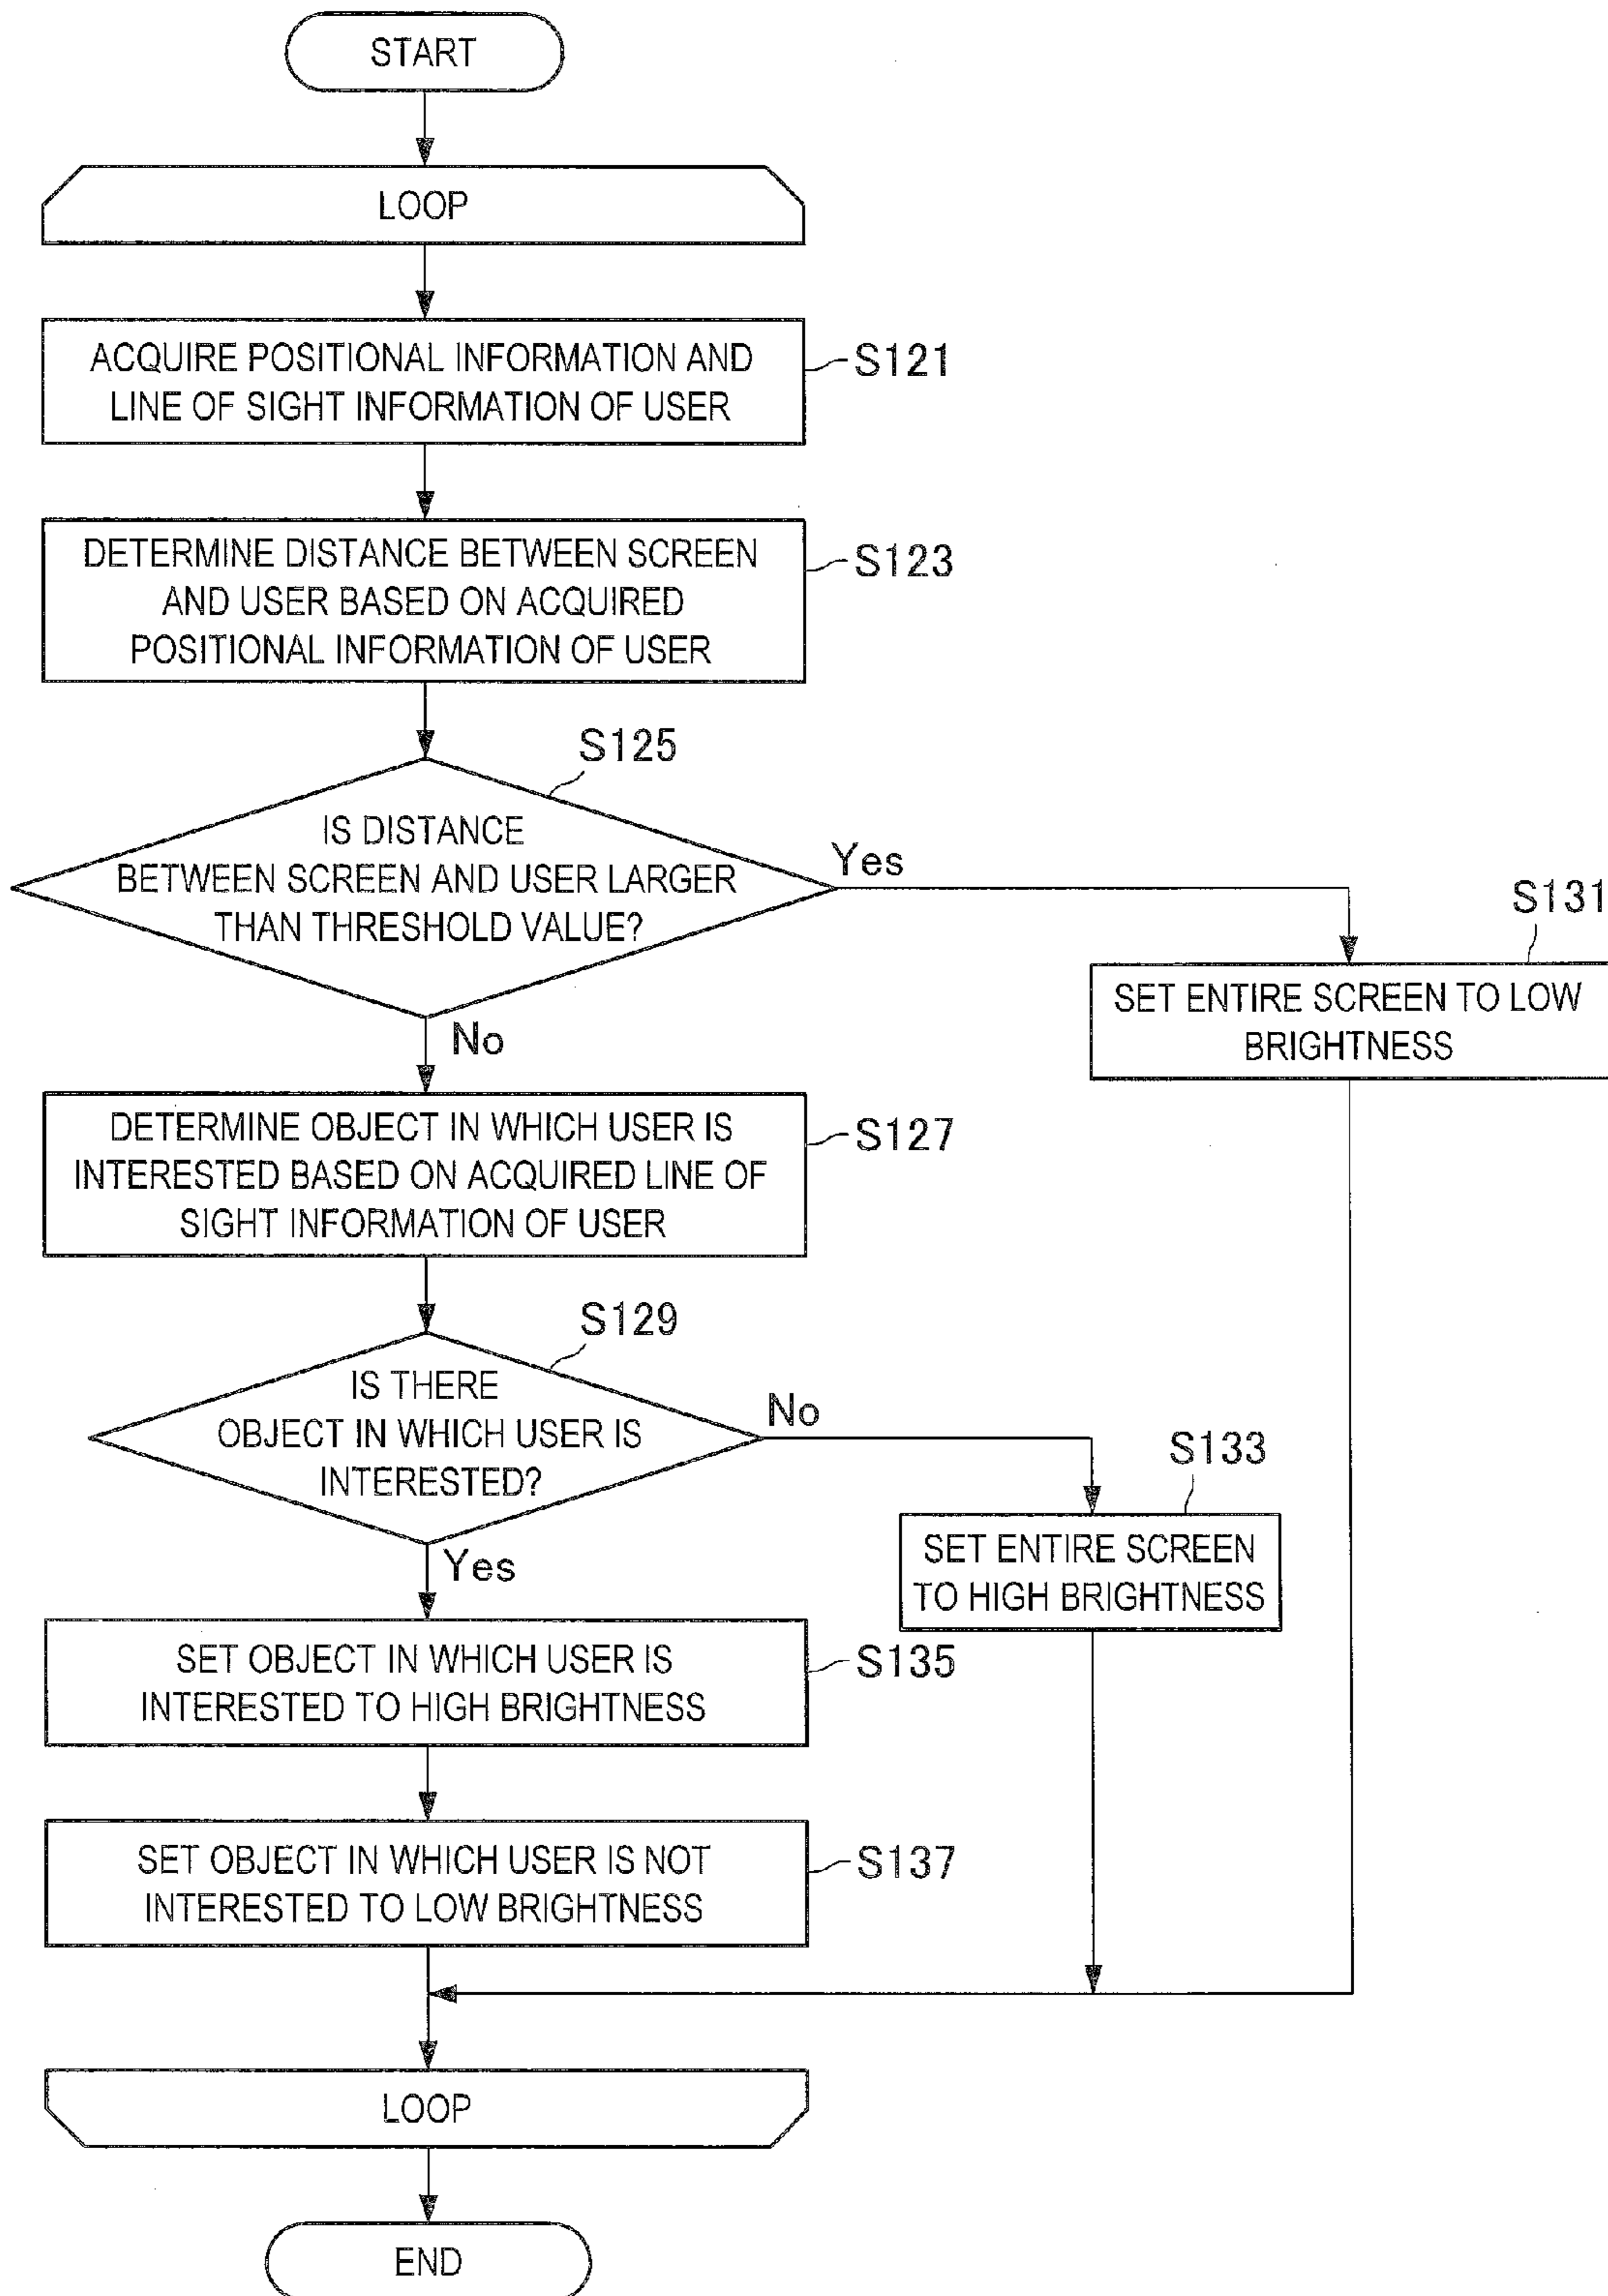 START
LOOP
ACQUIRE POSITIONAL INFORMATION AND
LINE OF SIGHT INFORMATION OF USER
S121
DETERMINE DISTANCE BETWEEN SCREEN
AND USER BASED ON ACQUIRED
POSITIONAL INFORMATION OF USER
S123
S125
IS DISTANCE
BETWEEN SCREEN AND USER LARGER
THAN THRESHOLD VALUE?
Yes
No
S131
SET ENTIRE SCREEN TO LOW
BRIGHTNESS
DETERMINE OBJECT IN WHICH USER IS
INTERESTED BASED ON ACQUIRED LINE OF
SIGHT INFORMATION OF USER
S127
S129
IS THERE
OBJECT IN WHICH USER IS
INTERESTED?
No
Yes
S133
SET ENTIRE SCREEN
TO HIGH BRIGHTNESS
SET OBJECT IN WHICH USER IS
INTERESTED TO HIGH BRIGHTNESS
S135
SET OBJECT IN WHICH USER IS NOT
INTERESTED TO LOW BRIGHTNESS
S137
LOOP
END